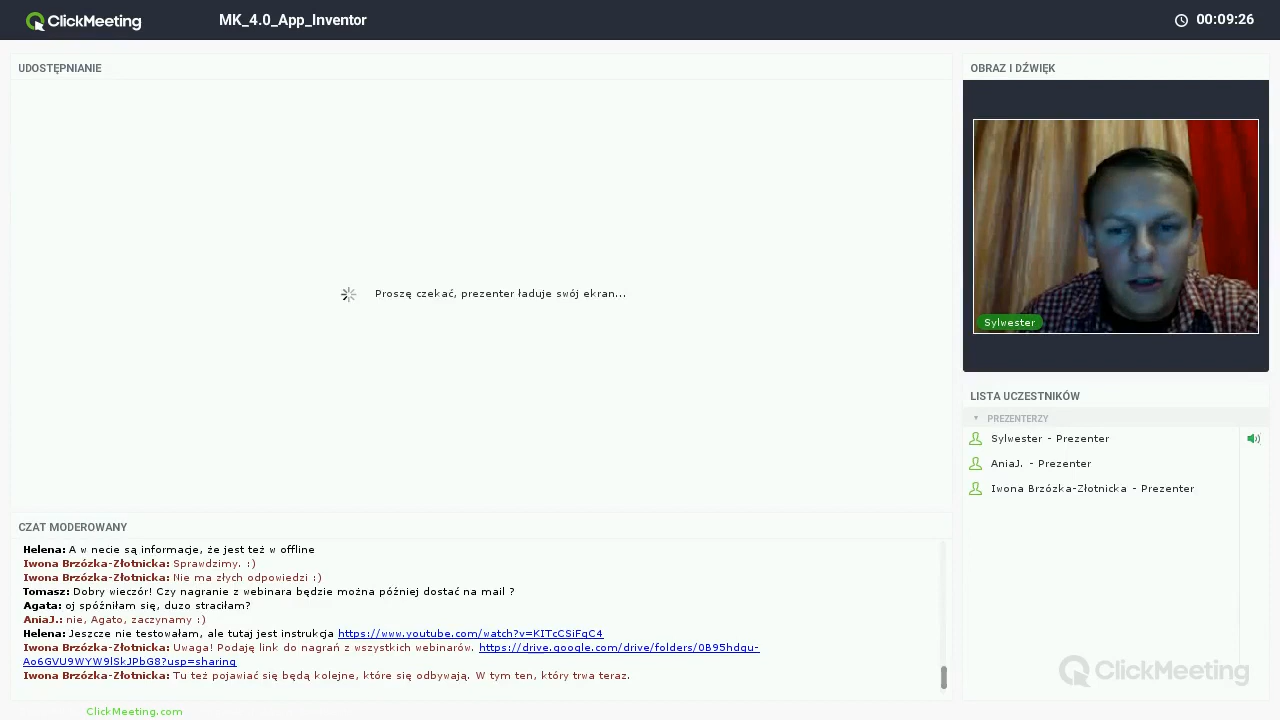 ClickMeeting
MK_4.0_App_Inventor
00:09:26
UDOSTĘPNIANIE
OBRAZ I DŹWIĘK
Proszę czekać, prezenter ładuje swój ekran...
Sylwester
LISTA UCZESTNIKÓW
PREZENTERZY
Sylwester - Prezenter
AniaJ. - Prezenter
Iwona Brzózka-Złotnicka - Prezenter
CZAT MODEROWANY
Helena: A w necie są informacje, że jest też w offline
Iwona Brzózka-Złotnicka: Sprawdzimy. :)
Iwona Brzózka-Złotnicka: Nie ma złych odpowiedzi :)
Tomasz: Dobry wieczór! Czy nagranie z webinara będzie można później dostać na mail ?
Agata: oj spóźniłam się, duzo straciłam?
AniaJ.: nie, Agato, zaczynamy :)
Helena: Jeszcze nie testowałam, ale tutaj jest instrukcja https://www.youtube.com/watch?v=KITcCSiFqC4
Iwona Brzózka-Złotnicka: Uwaga! Podaję link do nagrań z wszystkich webinarów. https://drive.google.com/drive/folders/0B95hdqu-
Ao6GVU9WYW9lSkJPbG8?usp=sharing
Iwona Brzózka-Złotnicka: Tu też pojawiać się będą kolejne, które się odbywają. W tym ten, który trwa teraz.
ClickMeeting
ClickMeeting.com